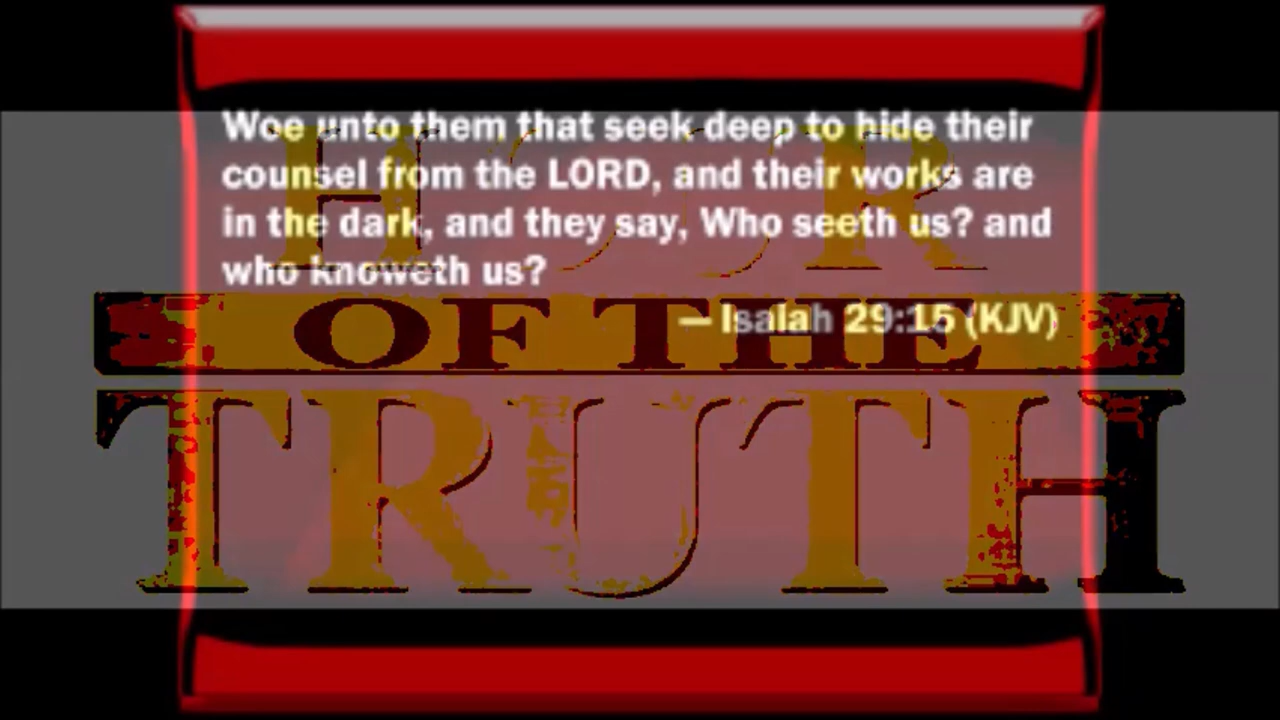 Woe unto them that seek deep to hide their
counsel from the LORD, and their works are
in the dark, and they say, Who seeth us? and
who knoweth us?
— Isaiah 29:15 (KJV)
HOUR
OF THE
TRUTH